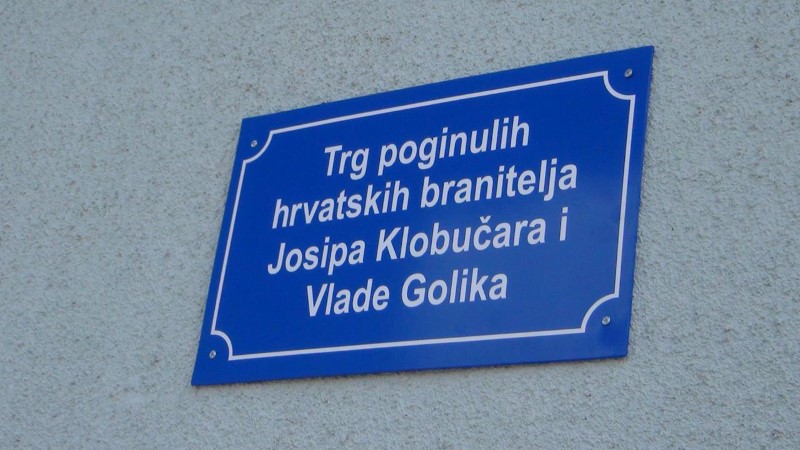 Trg poginulih
hrvatskih branitelja
Josipa Klobučara i
Vlade Golika